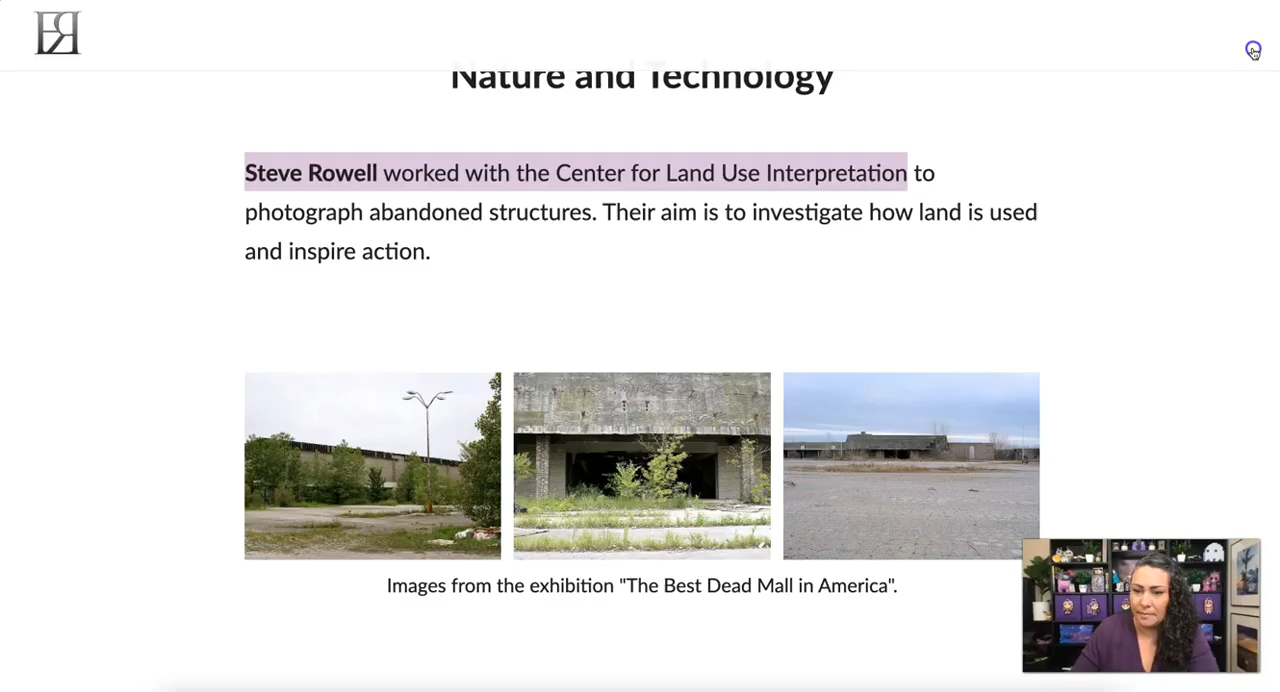 Nature and Technology
Steve Rowell worked with the Center for Land Use Interpretation to
photograph abandoned structures. Their aim is to investigate how land is used
and inspire action.
Images from the exhibition "The Best Dead Mall in America".